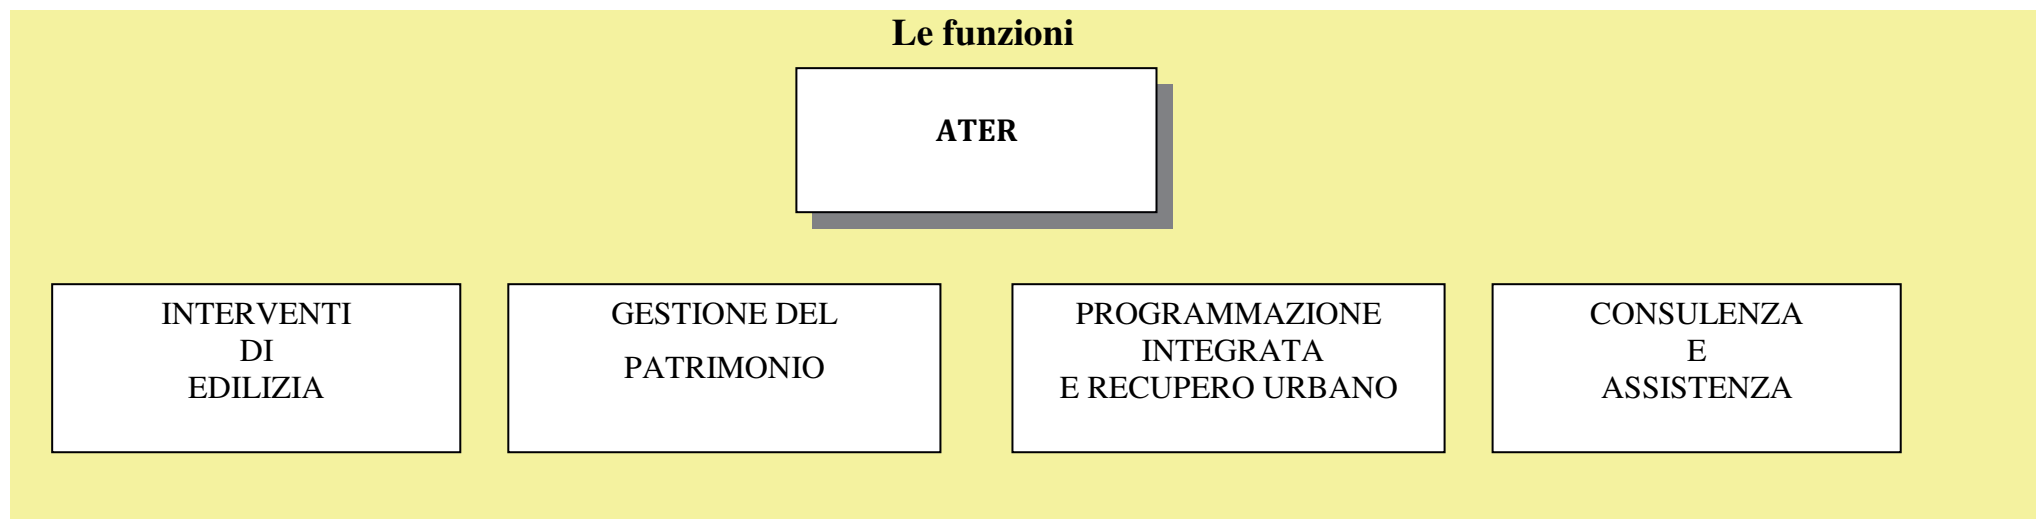 Le funzioni
ATER
INTERVENTI
DI
EDILIZIA
GESTIONE DEL
PATRIMONIO
PROGRAMMAZIONE
INTEGRATA
E RECUPERO URBANO
CONSULENZA
E
ASSISTENZA